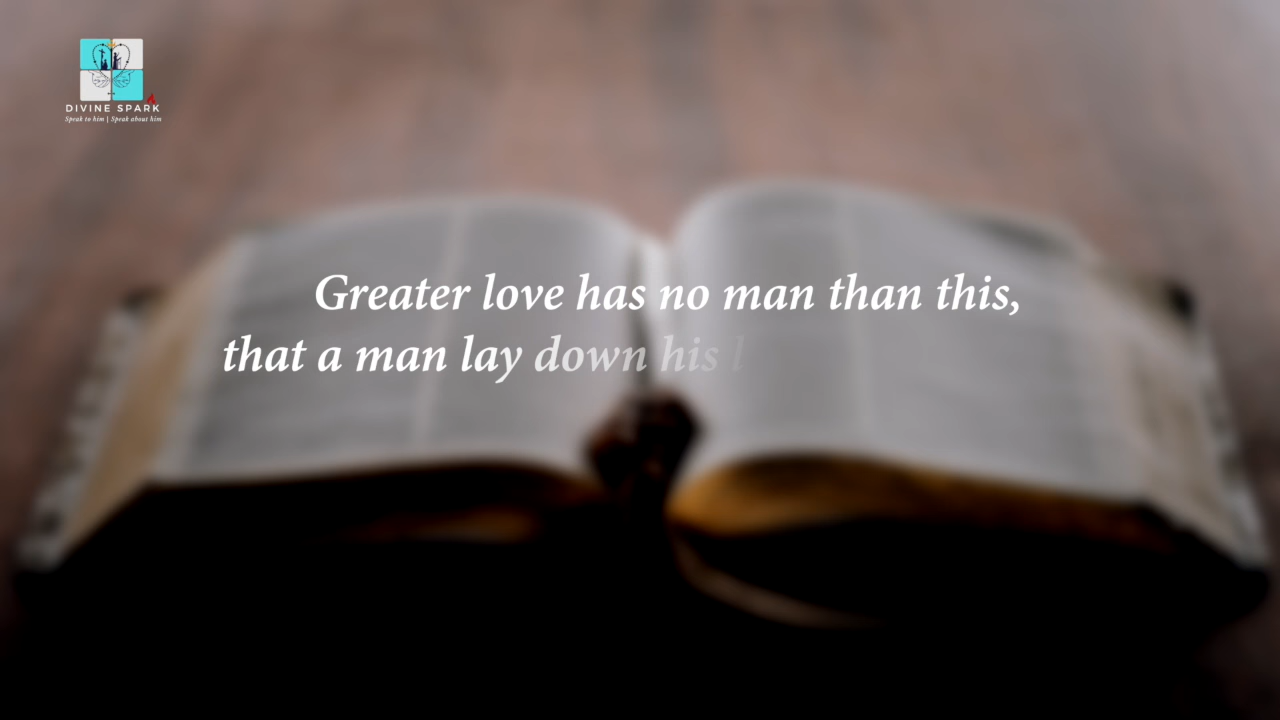 DIVINE SPARK
Speak to him | Speak about him
Greater love has no man than this,
that a man lay down his l